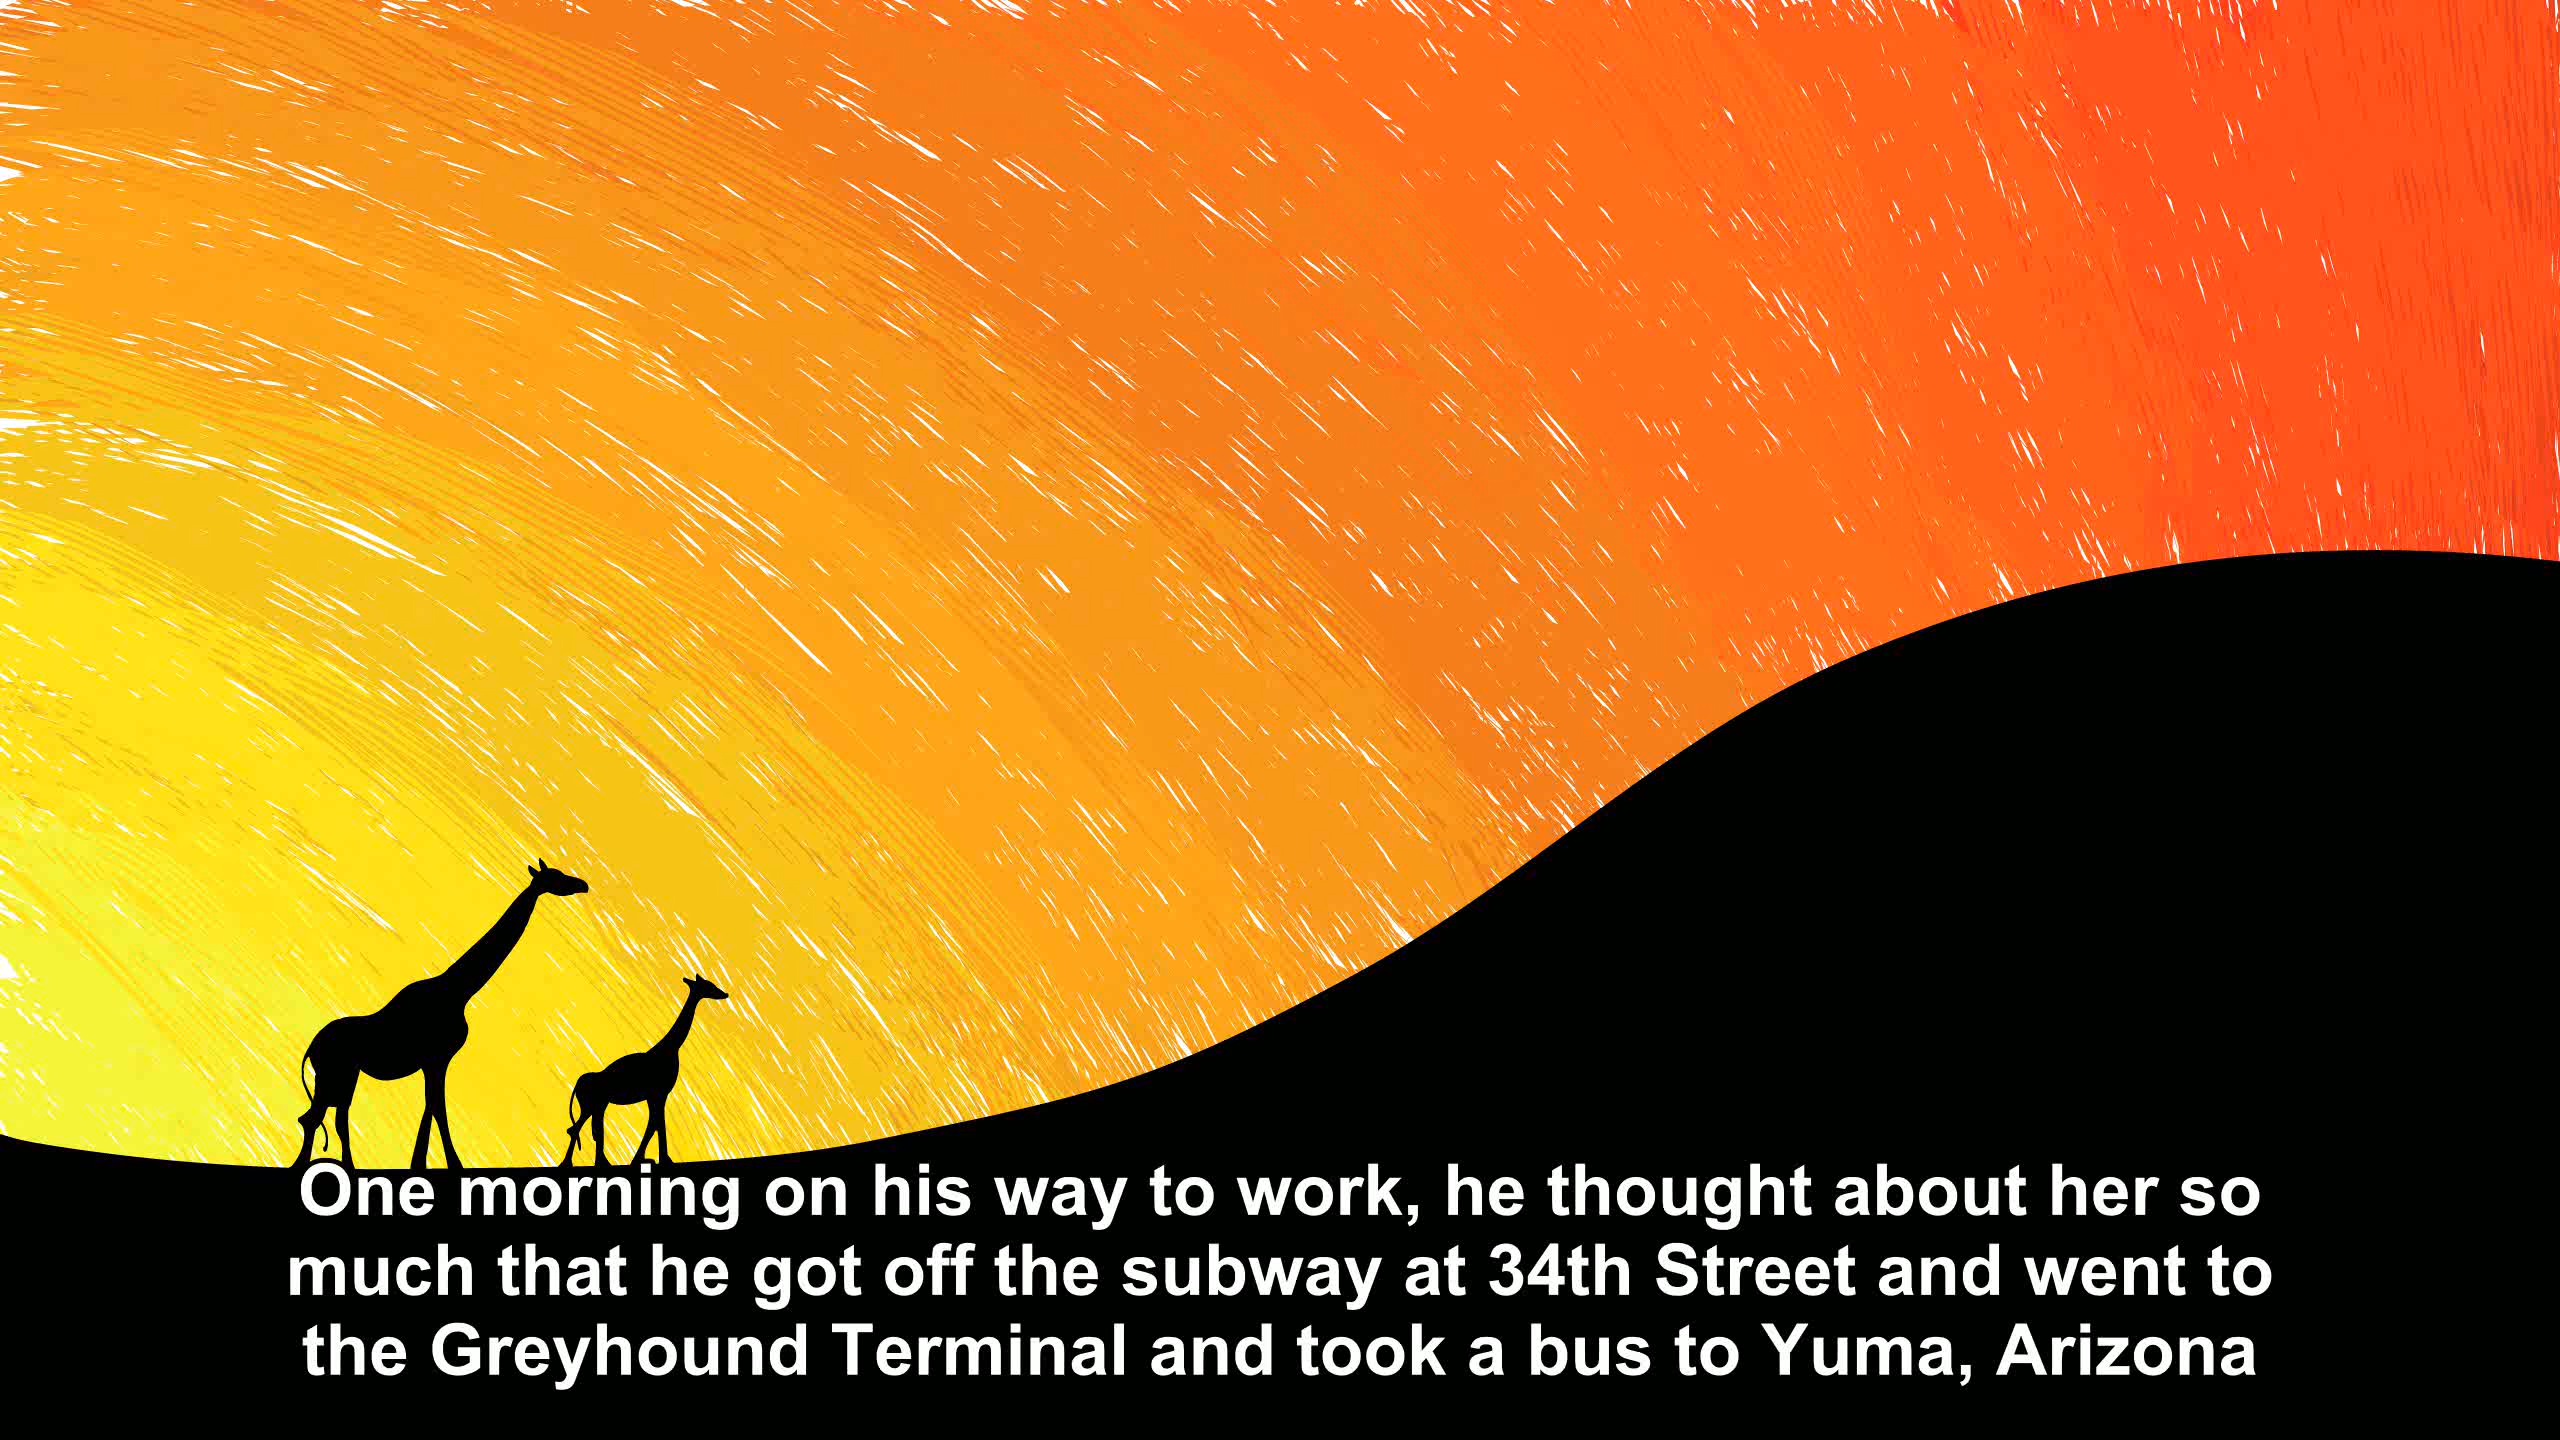 One morning on his way to work, he thought about her so
much that he got off the subway at 34th Street and went to
the Greyhound Terminal and took a bus to Yuma, Arizona